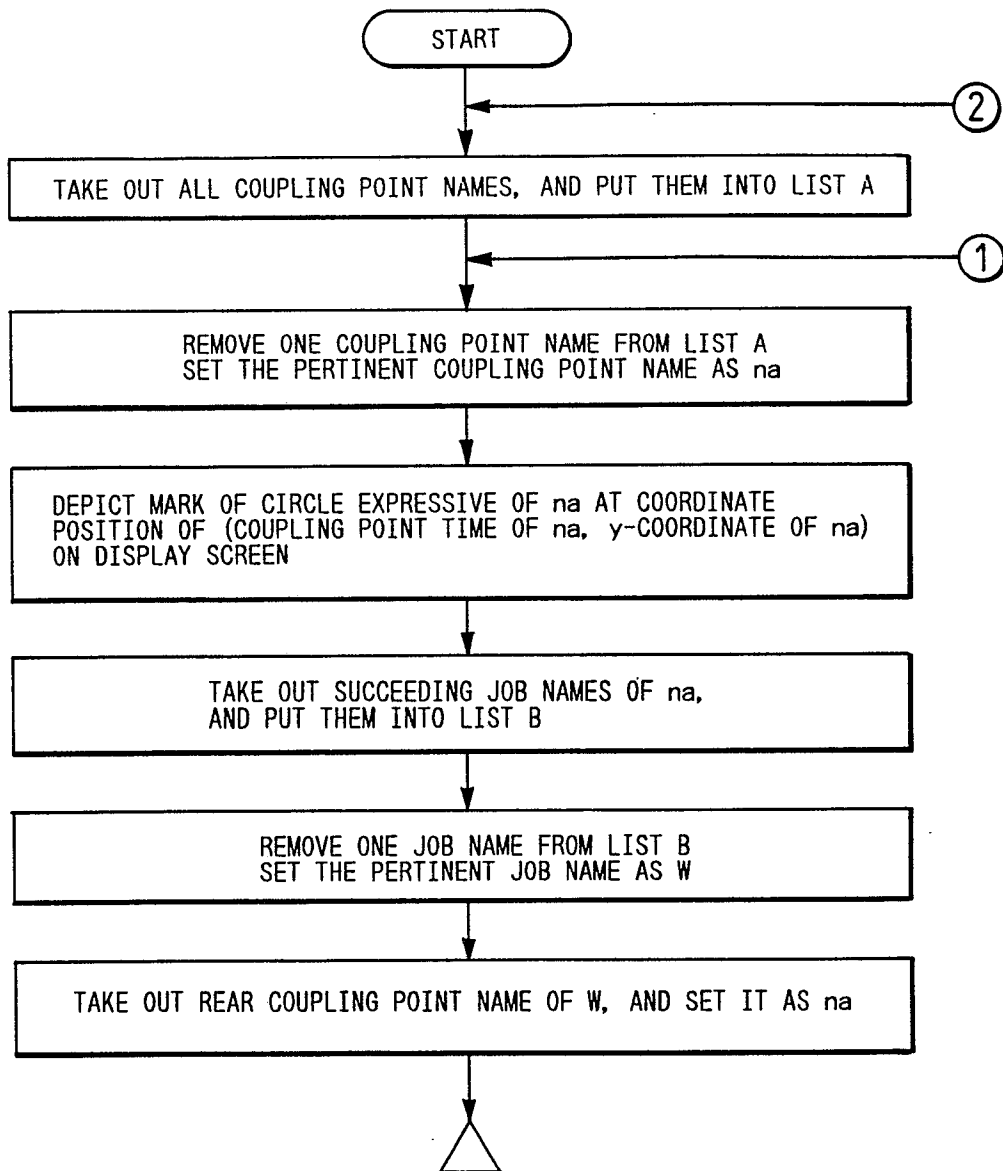 START
2
TAKE OUT ALL COUPLING POINT NAMES, AND PUT THEM INTO LIST A
1
REMOVE ONE COUPLING POINT NAME FROM LIST A
SET THE PERTINENT COUPLING POINT NAME AS na
DEPICT MARK OF CIRCLE EXPRESSIVE OF na AT COORDINATE
POSITION OF (COUPLING POINT TIME OF na, y-COORDINATE OF na)
ON DISPLAY SCREEN
TAKE OUT SUCCEEDING JOB NAMES OF na,
AND PUT THEM INTO LIST B
REMOVE ONE JOB NAME FROM LIST B
SET THE PERTINENT JOB NAME AS W
TAKE OUT REAR COUPLING POINT NAME OF W, AND SET IT AS na